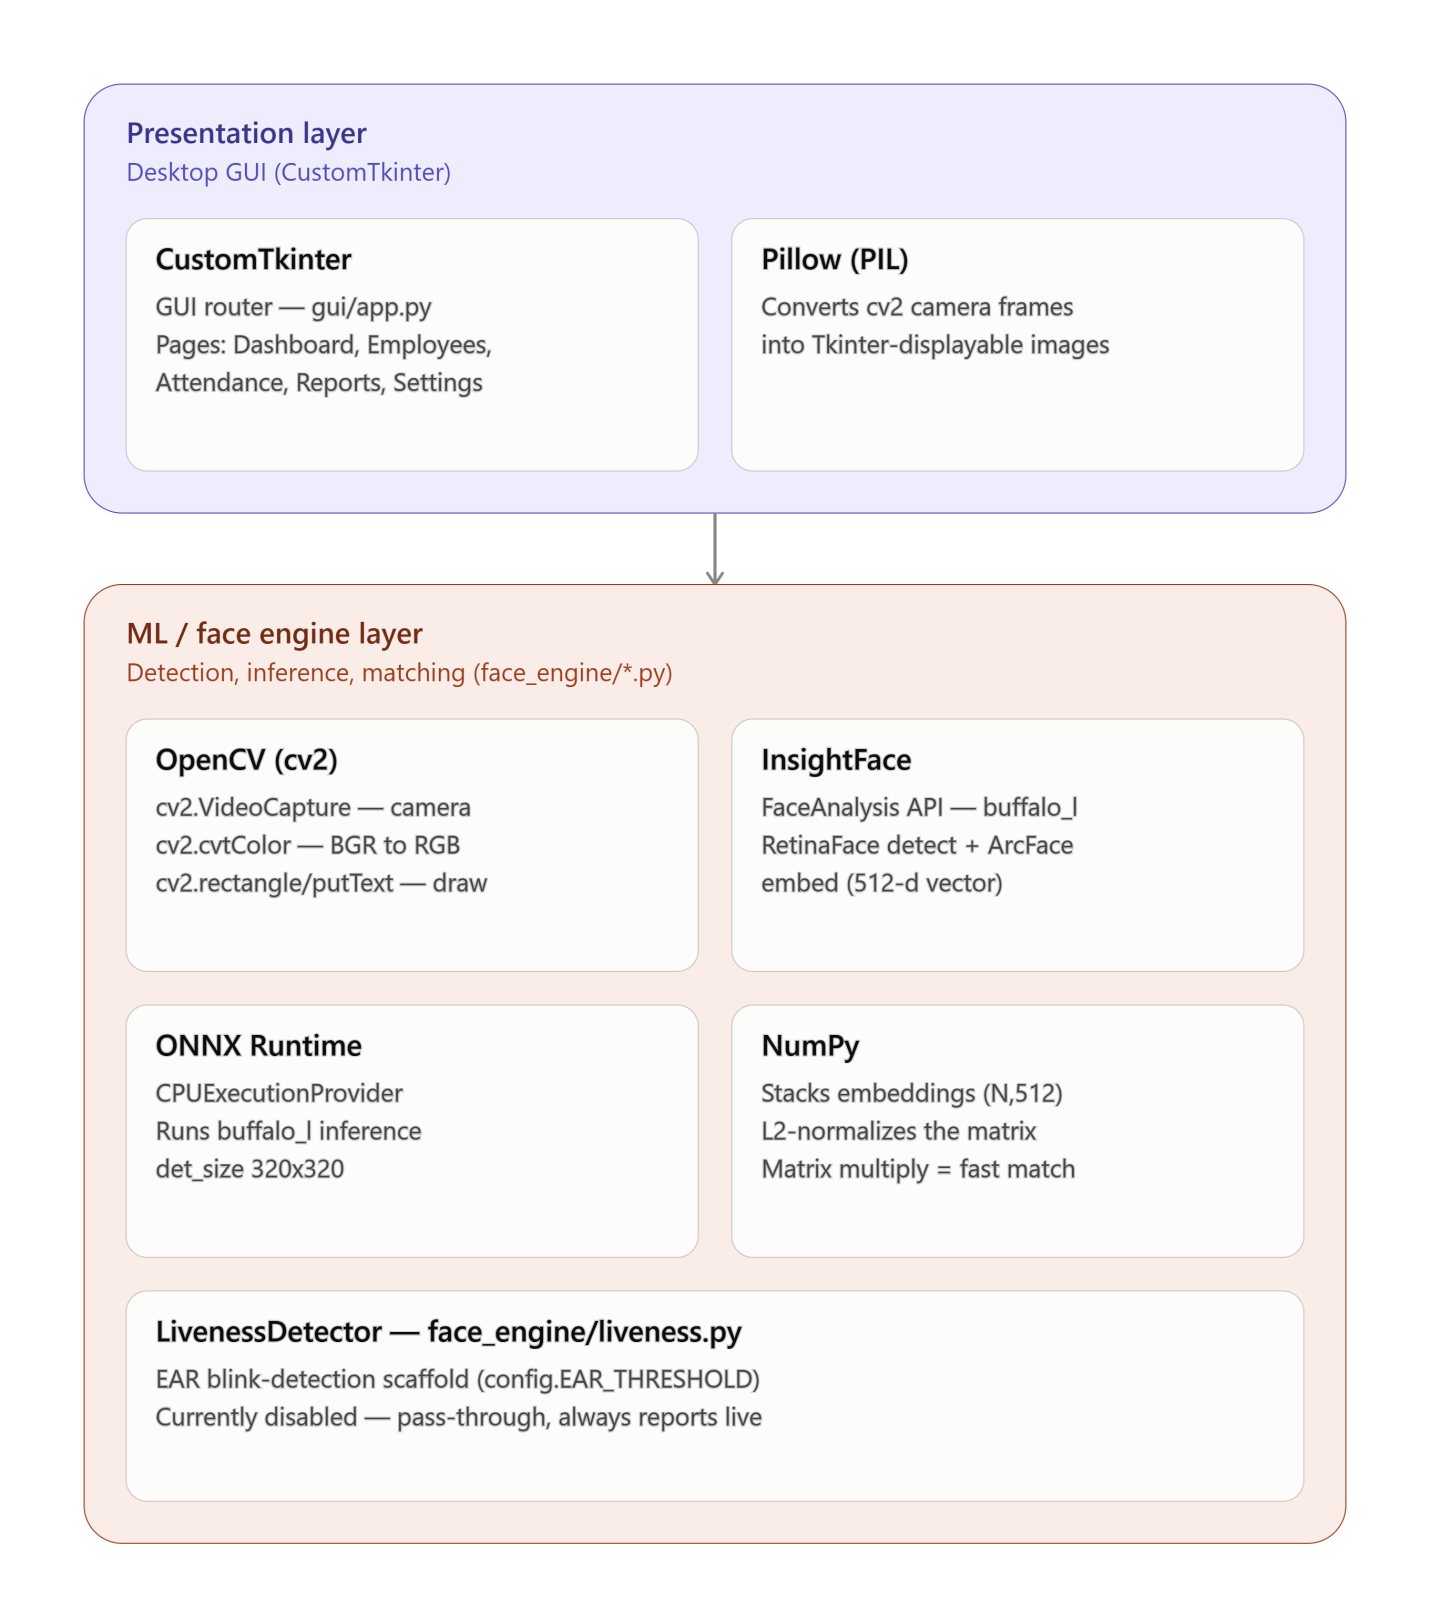 Presentation layer
Desktop GUI (CustomTkinter)
CustomTkinter
GUI router — gui/app.py
Pages: Dashboard, Employees,
Attendance, Reports, Settings
Pillow (PIL)
Converts cv2 camera frames
into Tkinter-displayable images
ML / face engine layer
Detection, inference, matching (face_engine/*.py)
OpenCV (cv2)
cv2.VideoCapture — camera
cv2.cvtColor — BGR to RGB
cv2.rectangle/putText — draw
InsightFace
FaceAnalysis API — buffalo_l
RetinaFace detect + ArcFace
embed (512-d vector)
ONNX Runtime
CPUExecutionProvider
Runs buffalo_l inference
det_size 320x320
NumPy
Stacks embeddings (N,512)
L2-normalizes the matrix
Matrix multiply = fast match
LivenessDetector — face_engine/liveness.py
EAR blink-detection scaffold (config.EAR_THRESHOLD)
Currently disabled — pass-through, always reports live